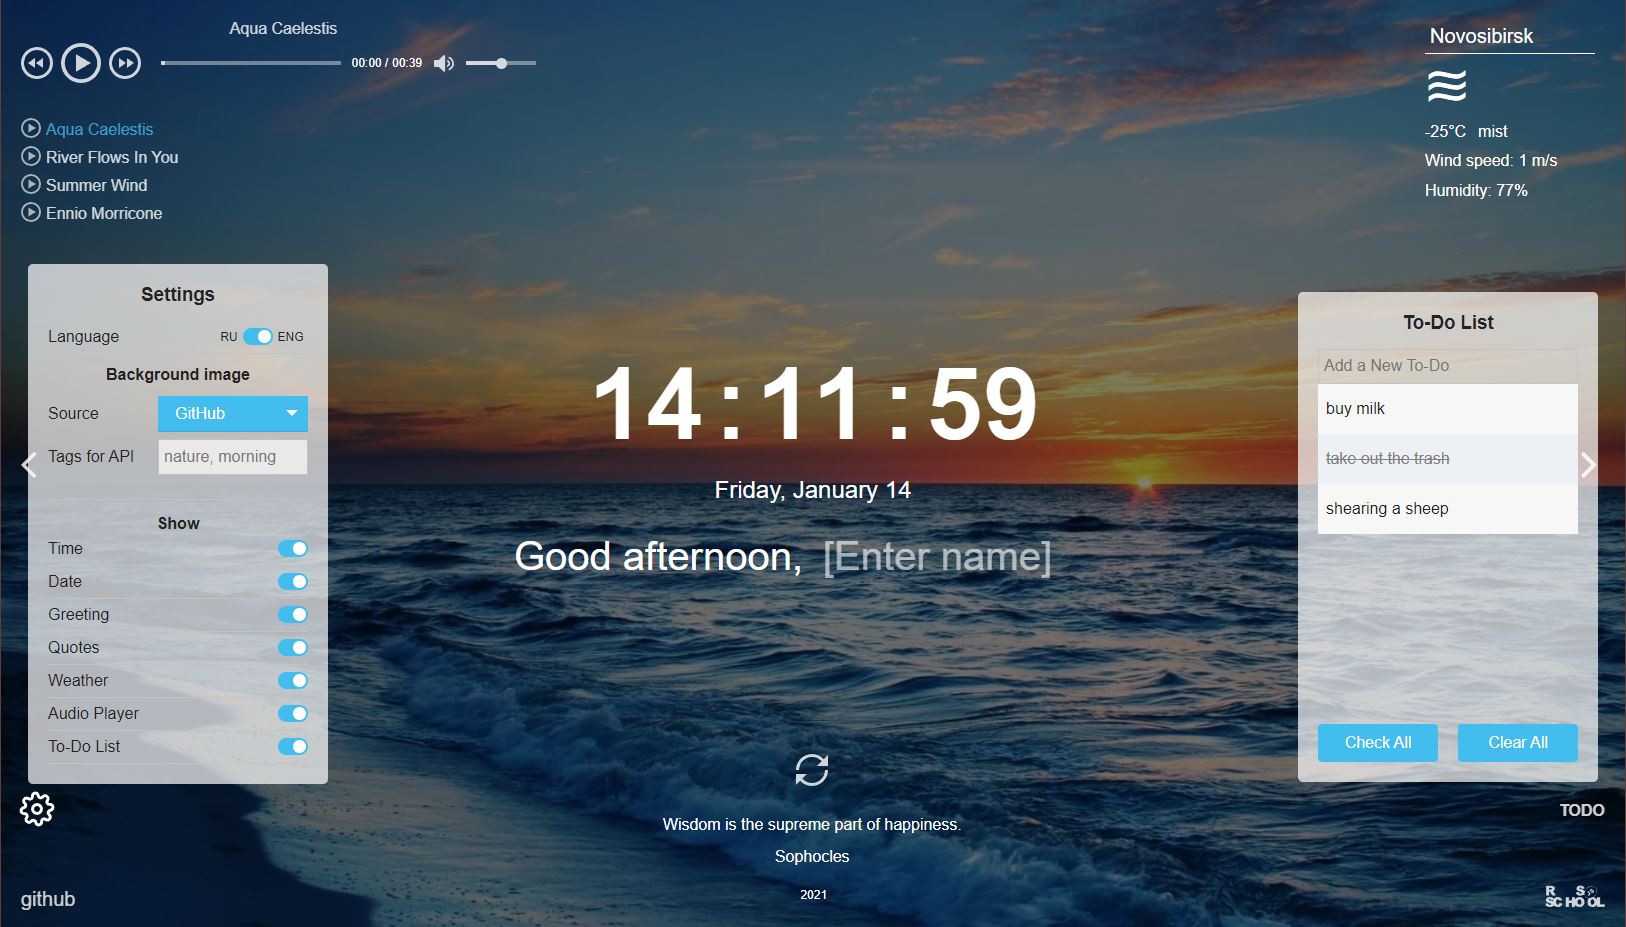 Aqua Caelestis
00:00 / 00:39
Aqua Caelestis
River Flows In You
Summer Wind
Ennio Morricone
Novosibirsk
-25°C mist
Wind speed: 1 m/s
Humidity: 77%
Settings
Language RU ENG
Background image
Source GitHub
Tags for API nature, morning
Show
Time
Date
Greeting
Quotes
Weather
Audio Player
To-Do List
14:11:59
Friday, January 14
Good afternoon, [Enter name]
To-Do List
Add a New To-Do
buy milk
take out the trash
shearing a sheep
Check All Clear All
Wisdom is the supreme part of happiness.
Sophocles
2021
TODO
github
RS
SCHOOL